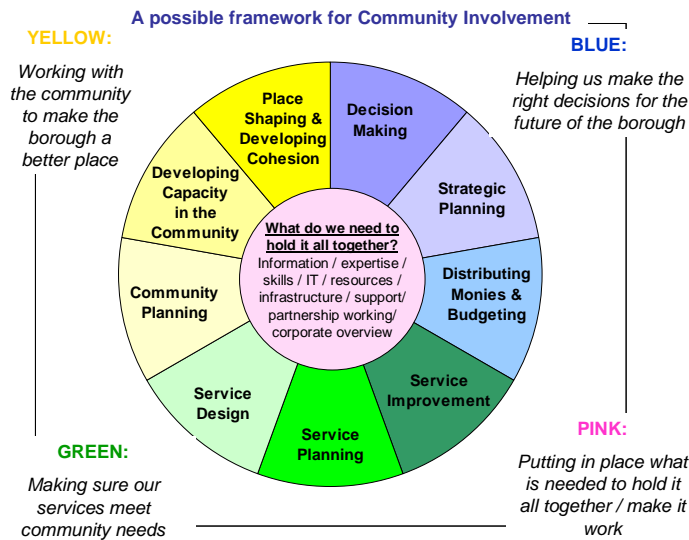 A possible framework for Community Involvement
YELLOW:
Working with
the community
to make the
borough a
better place
BLUE:
Helping us make the
right decisions for the
future of the borough
Place
Shaping &
Developing
Cohesion
Decision
Making
Strategic
Planning
Distributing
Monies &
Budgeting
Service
Improvement
Service
Planning
Service
Design
Community
Planning
Developing
Capacity
in the
Community
What do we need to
hold it all together?
Information / expertise /
skills / IT / resources /
infrastructure / support/
partnership working/
corporate overview
GREEN:
Making sure our
services meet
community needs
PINK:
Putting in place what
is needed to hold it
all together / make it
work